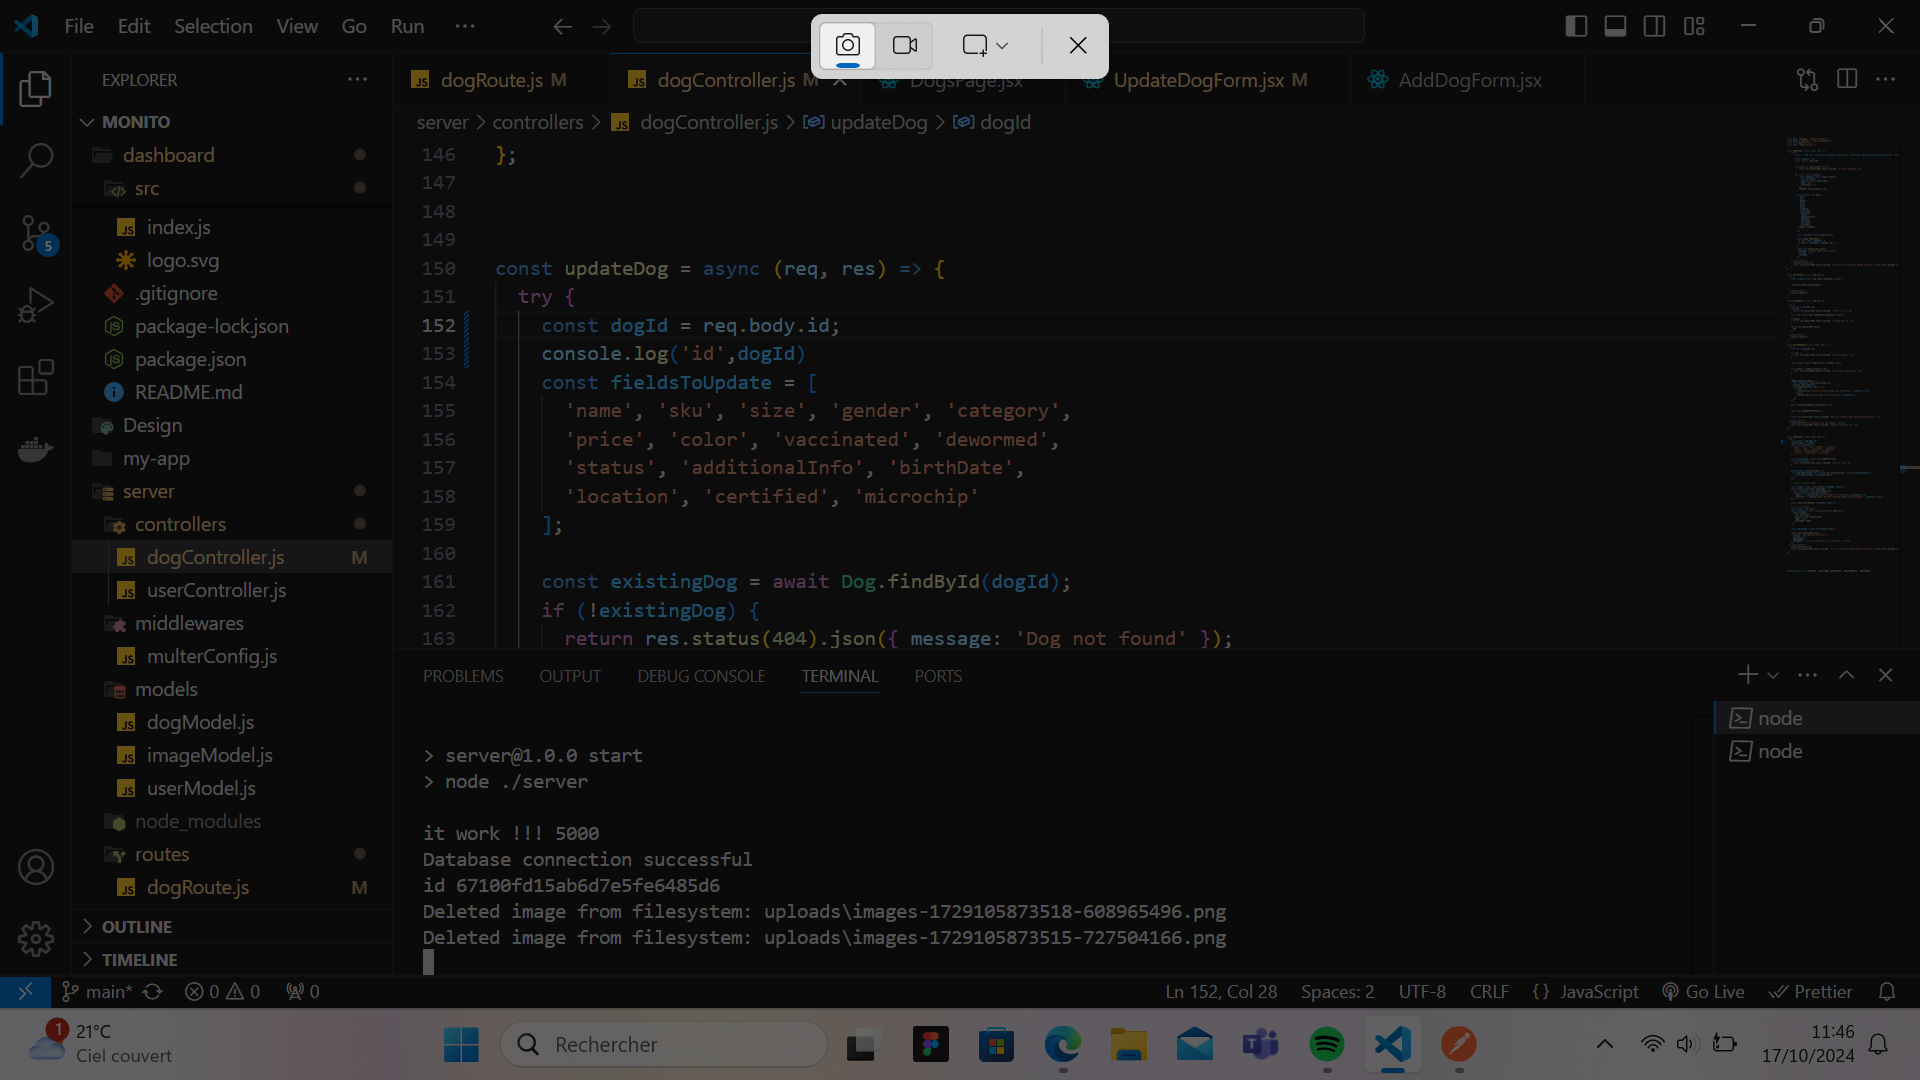 File Edit Selection View Go Run ···
EXPLORER ···
dogRoute.js M dogController.js M DogsPage.jsx UpdateDogForm.jsx M AddDogForm.jsx
MONITO
server > controllers > dogController.js > updateDog > dogId
dashboard
src
index.js
logo.svg
.gitignore
package-lock.json
package.json
README.md
Design
my-app
server
controllers
dogController.js M
userController.js
middlewares
multerConfig.js
models
dogModel.js
imageModel.js
userModel.js
node_modules
routes
dogRoute.js M
OUTLINE
TIMELINE
5
146 };
147
148
149
150 const updateDog = async (req, res) => {
151 try {
152 const dogId = req.body.id;
153 console.log('id',dogId)
154 const fieldsToUpdate = [
155 'name', 'sku', 'size', 'gender', 'category',
156 'price', 'color', 'vaccinated', 'dewormed',
157 'status', 'additionalInfo', 'birthDate',
158 'location', 'certified', 'microchip'
159 ];
160
161 const existingDog = await Dog.findById(dogId);
162 if (!existingDog) {
163 return res.status(404).json({ message: 'Dog not found' });
PROBLEMS OUTPUT DEBUG CONSOLE TERMINAL PORTS
node
node
> server@1.0.0 start
> node ./server
it work !!! 5000
Database connection successful
id 67100fd15ab6d7e5fe6485d6
Deleted image from filesystem: uploads\images-1729105873518-608965496.png
Deleted image from filesystem: uploads\images-1729105873515-727504166.png
main* 0 0 0 Ln 152, Col 28 Spaces: 2 UTF-8 CRLF {} JavaScript Go Live Prettier
1 21°C
Ciel couvert
Rechercher
11:46
17/10/2024